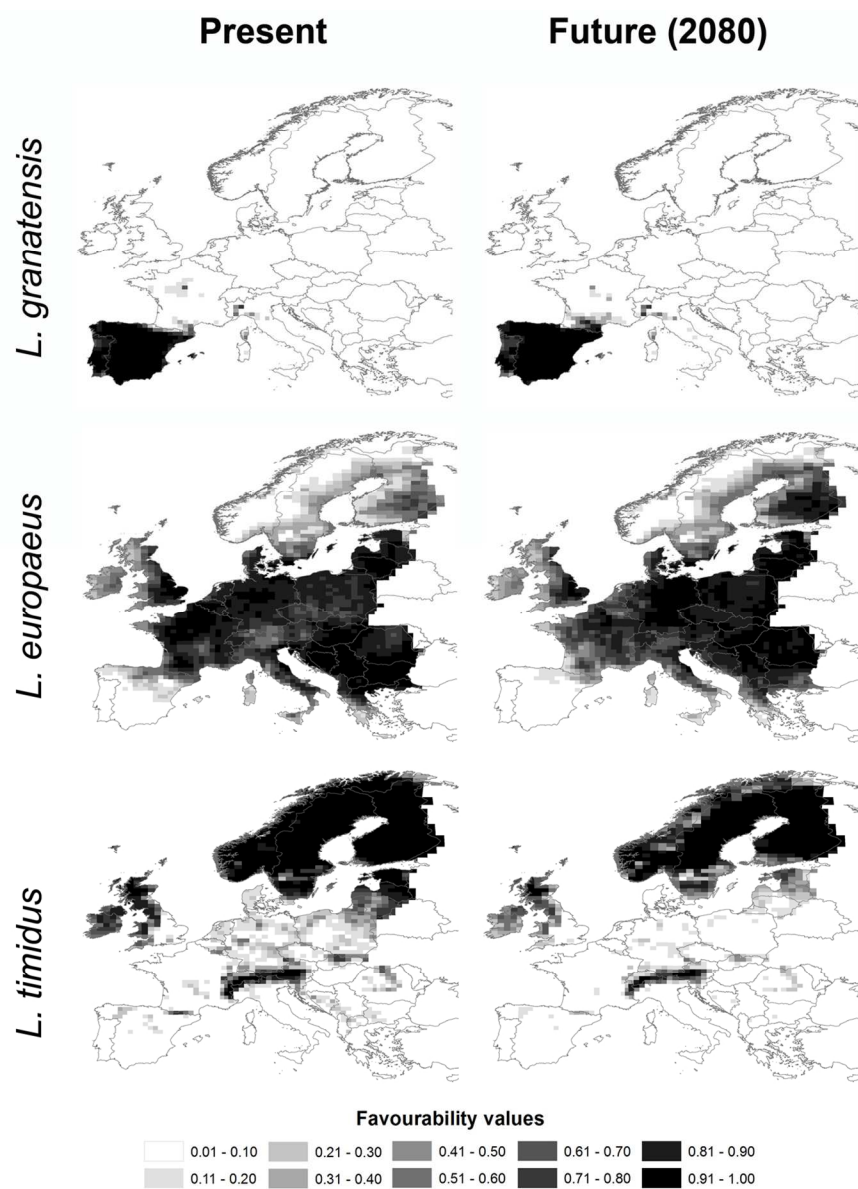 Present Future (2080)
L. granatensis
L. europaeus
L. timidus
Favourability values
0.01 - 0.10 0.21 - 0.30 0.41 - 0.50 0.61 - 0.70 0.81 - 0.90
0.11 - 0.20 0.31 - 0.40 0.51 - 0.60 0.71 - 0.80 0.91 - 1.00